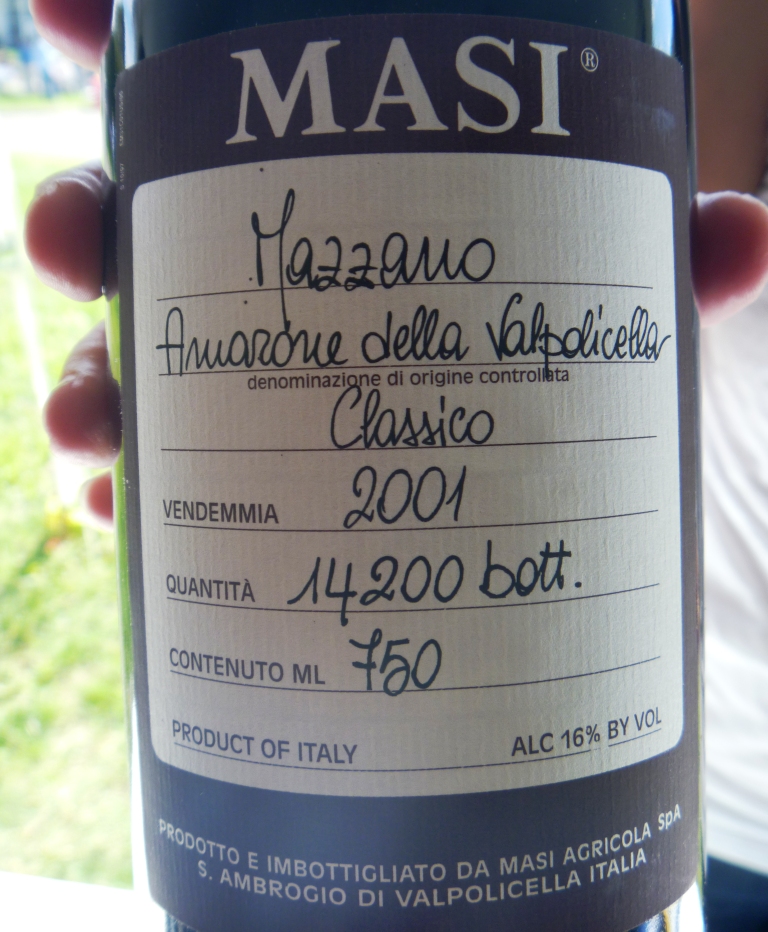 MASI®
Mazzano
Amarone della Valpolicella
denominazione di origine controllata
Classico
VENDEMMIA 2001
QUANTITÀ 14200 bott.
CONTENUTO ML 750
PRODUCT OF ITALY ALC 16% BY VOL
PRODOTTO E IMBOTTIGLIATO DA MASI AGRICOLA SpA
S. AMBROGIO DI VALPOLICELLA ITALIA